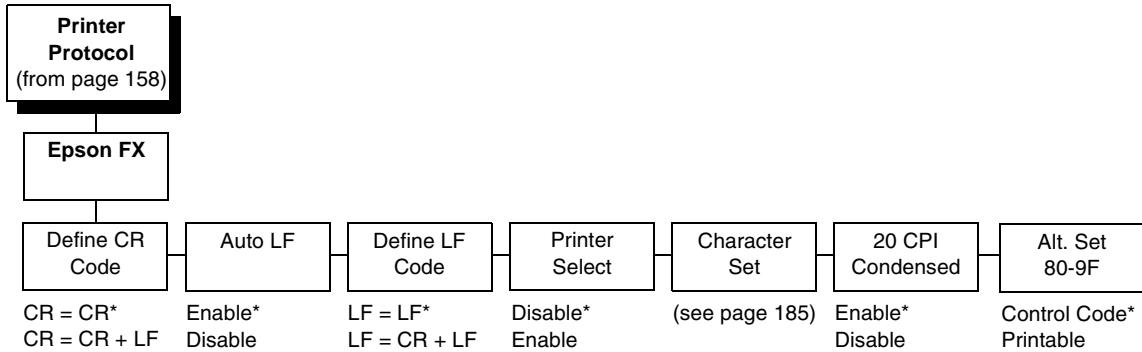 Printer
Protocol
(from page 158)
Epson FX
Define CR
Code
CR = CR*
CR = CR + LF
Auto LF
Enable*
Disable
Define LF
Code
LF = LF*
LF = CR + LF
Printer
Select
Disable*
Enable
Character
Set
(see page 185)
20 CPI
Condensed
Enable*
Disable
Alt. Set
80-9F
Control Code*
Printable